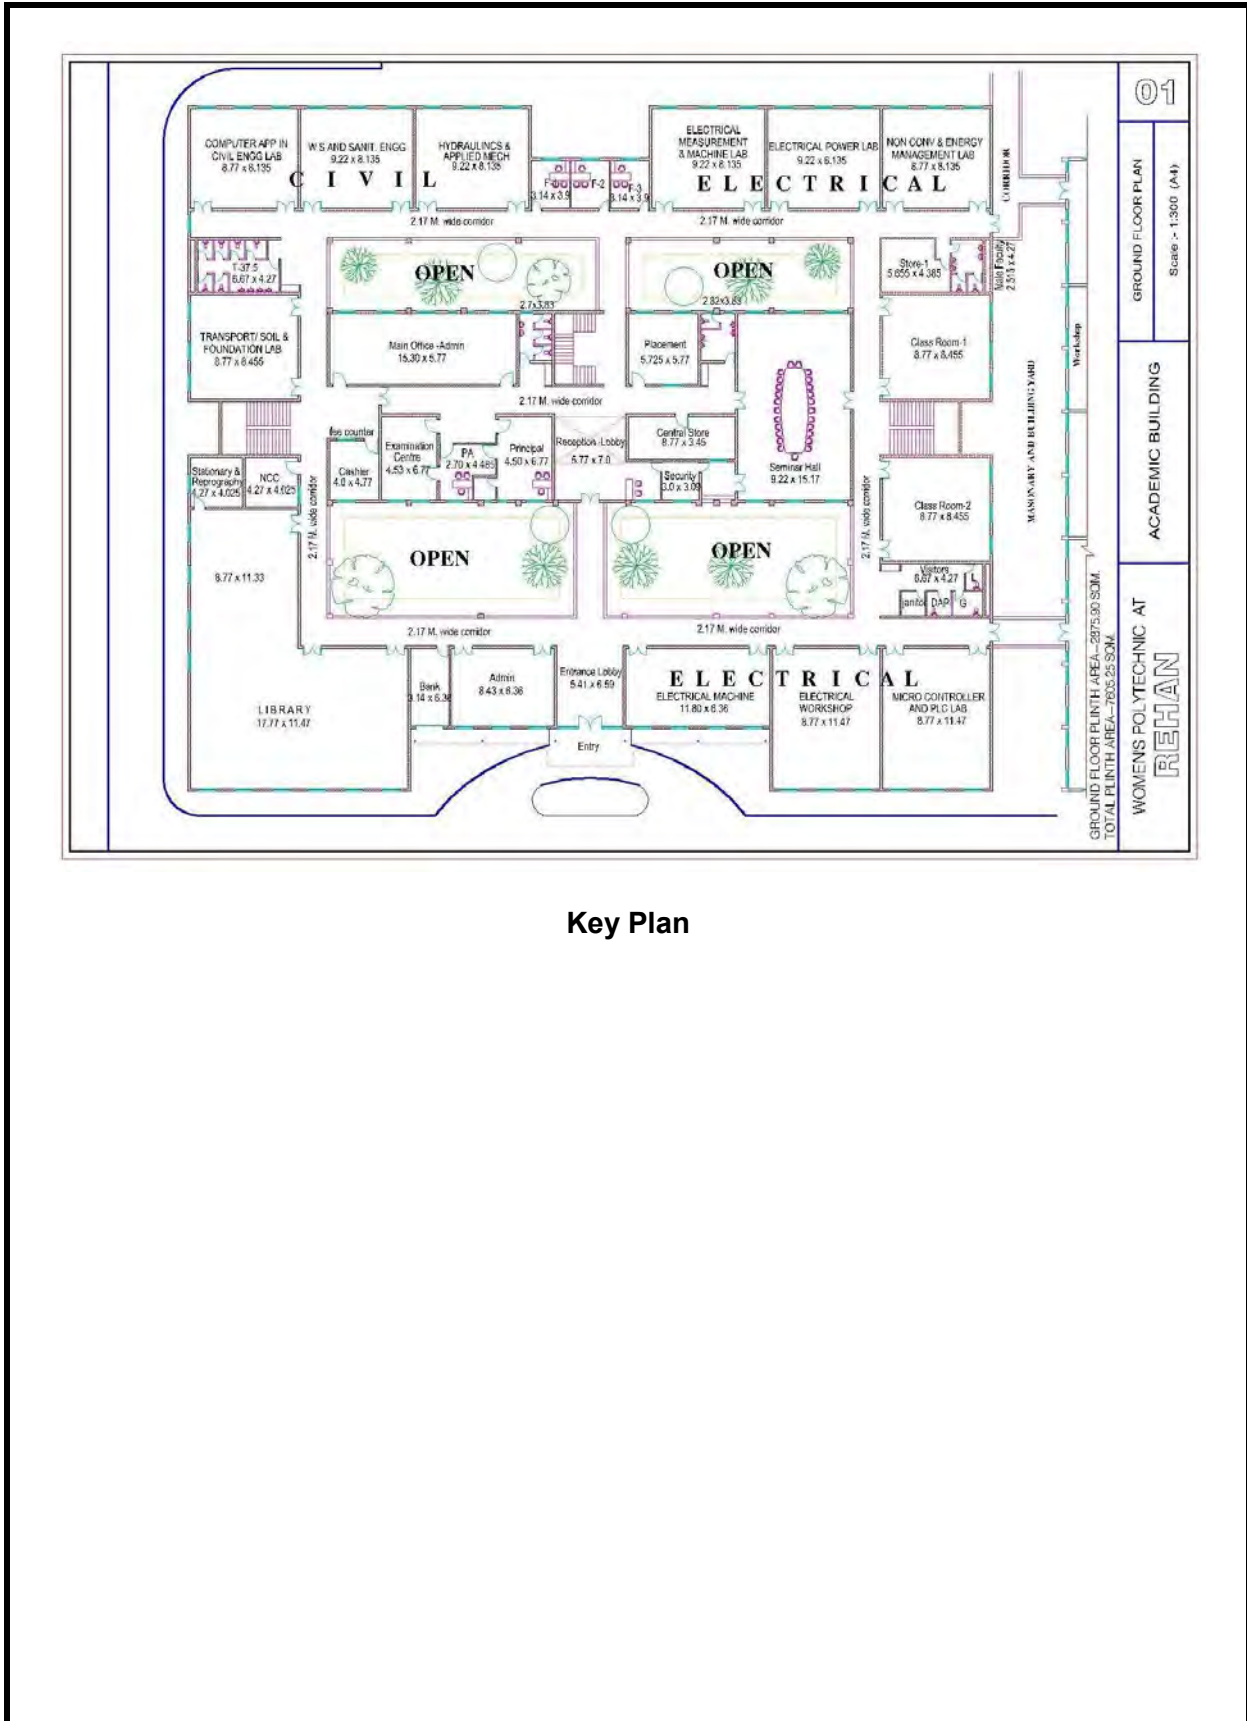 01
GROUND FLOOR PLAN
Scale :- 1:300 (A4)
ACADEMIC BUILDING
WOMEN'S POLYTECHNIC AT
REHAN
GROUND FLOOR PLINTH AREA—2875.90 SQM.
TOTAL PLINTH AREA—7605.25 SQM.
COMPUTER APP IN
CIVIL ENGG LAB
8.77 x 8.135
W.S AND SANIT. ENGG
9.22 x 8.135
HYDRAULINCS &
APPLIED MECH
9.22 x 8.135
CIVIL
3.14 x 3.9
F-2
F-3
3.14 x 3.9
ELECTRICAL
MEASUREMENT
& MACHINE LAB
9.22 x 8.135
ELECTRICAL POWER LAB
9.22 x 8.135
NON CONV & ENERGY
MANAGEMENT LAB
8.77 x 8.135
ELECTRICAL
CORRIDOR
2.17 M. wide corridor
2.17 M. wide corridor
T-37.5
6.67 x 4.27
OPEN
OPEN
2.7x3.83
2.82x3.83
Store-1
5.655 x 4.385
Male Faculty
2.515 x 4.27
TRANSPORT/ SOIL &
FOUNDATION LAB
8.77 x 8.455
Main Office -Admin
15.30 x 5.77
Placement
5.725 x 5.77
Class Room-1
8.77 x 8.455
Workshop
2.17 M. wide corridor
MASONARY AND BUILDING YARD
counter
Cashier
4.0 x 4.77
Examination
Centre
4.53 x 6.77
PA
2.70 x 4.485
Principal
4.50 x 6.77
Reception -Lobby
5.77 x 7.0
Central Store
8.77 x 3.45
Security
3.0 x 3.09
Seminar Hall
9.22 x 15.17
Stationary &
Reprography
4.27 x 4.025
NCC
4.27 x 4.025
2.17 M. wide corridor
2.17 M. wide corridor
Class Room-2
8.77 x 8.455
OPEN
OPEN
8.77 x 11.33
Visitors
6.67 x 4.27
janitor
DAP
G
L
2.17 M. wide corridor
2.17 M. wide corridor
LIBRARY
17.77 x 11.47
Bank
3.14 x 6.36
Admin
8.43 x 6.36
Entrance Lobby
5.41 x 6.59
Entry
ELECTRICAL
ELECTRICAL MACHINE
11.80 x 6.36
ELECTRICAL
WORKSHOP
8.77 x 11.47
MICRO CONTROLLER
AND PLC LAB
8.77 x 11.47
Key Plan